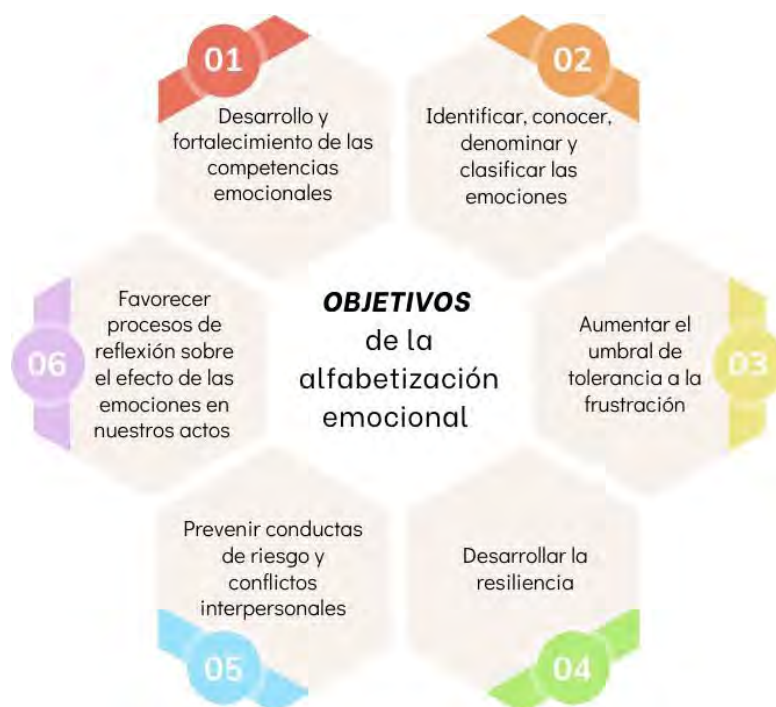 01
Desarrollo y
fortalecimiento de las
competencias
emocionales
02
Identificar, conocer,
denominar y
clasificar las
emociones
OBJETIVOS
de la
alfabetización
emocional
03
Aumentar el
umbral de
tolerancia a la
frustración
04
Desarrollar la
resiliencia
05
Prevenir conductas
de riesgo y
conflictos
interpersonales
06
Favorecer
procesos de
reflexión sobre
el efecto de las
emociones en
nuestros actos